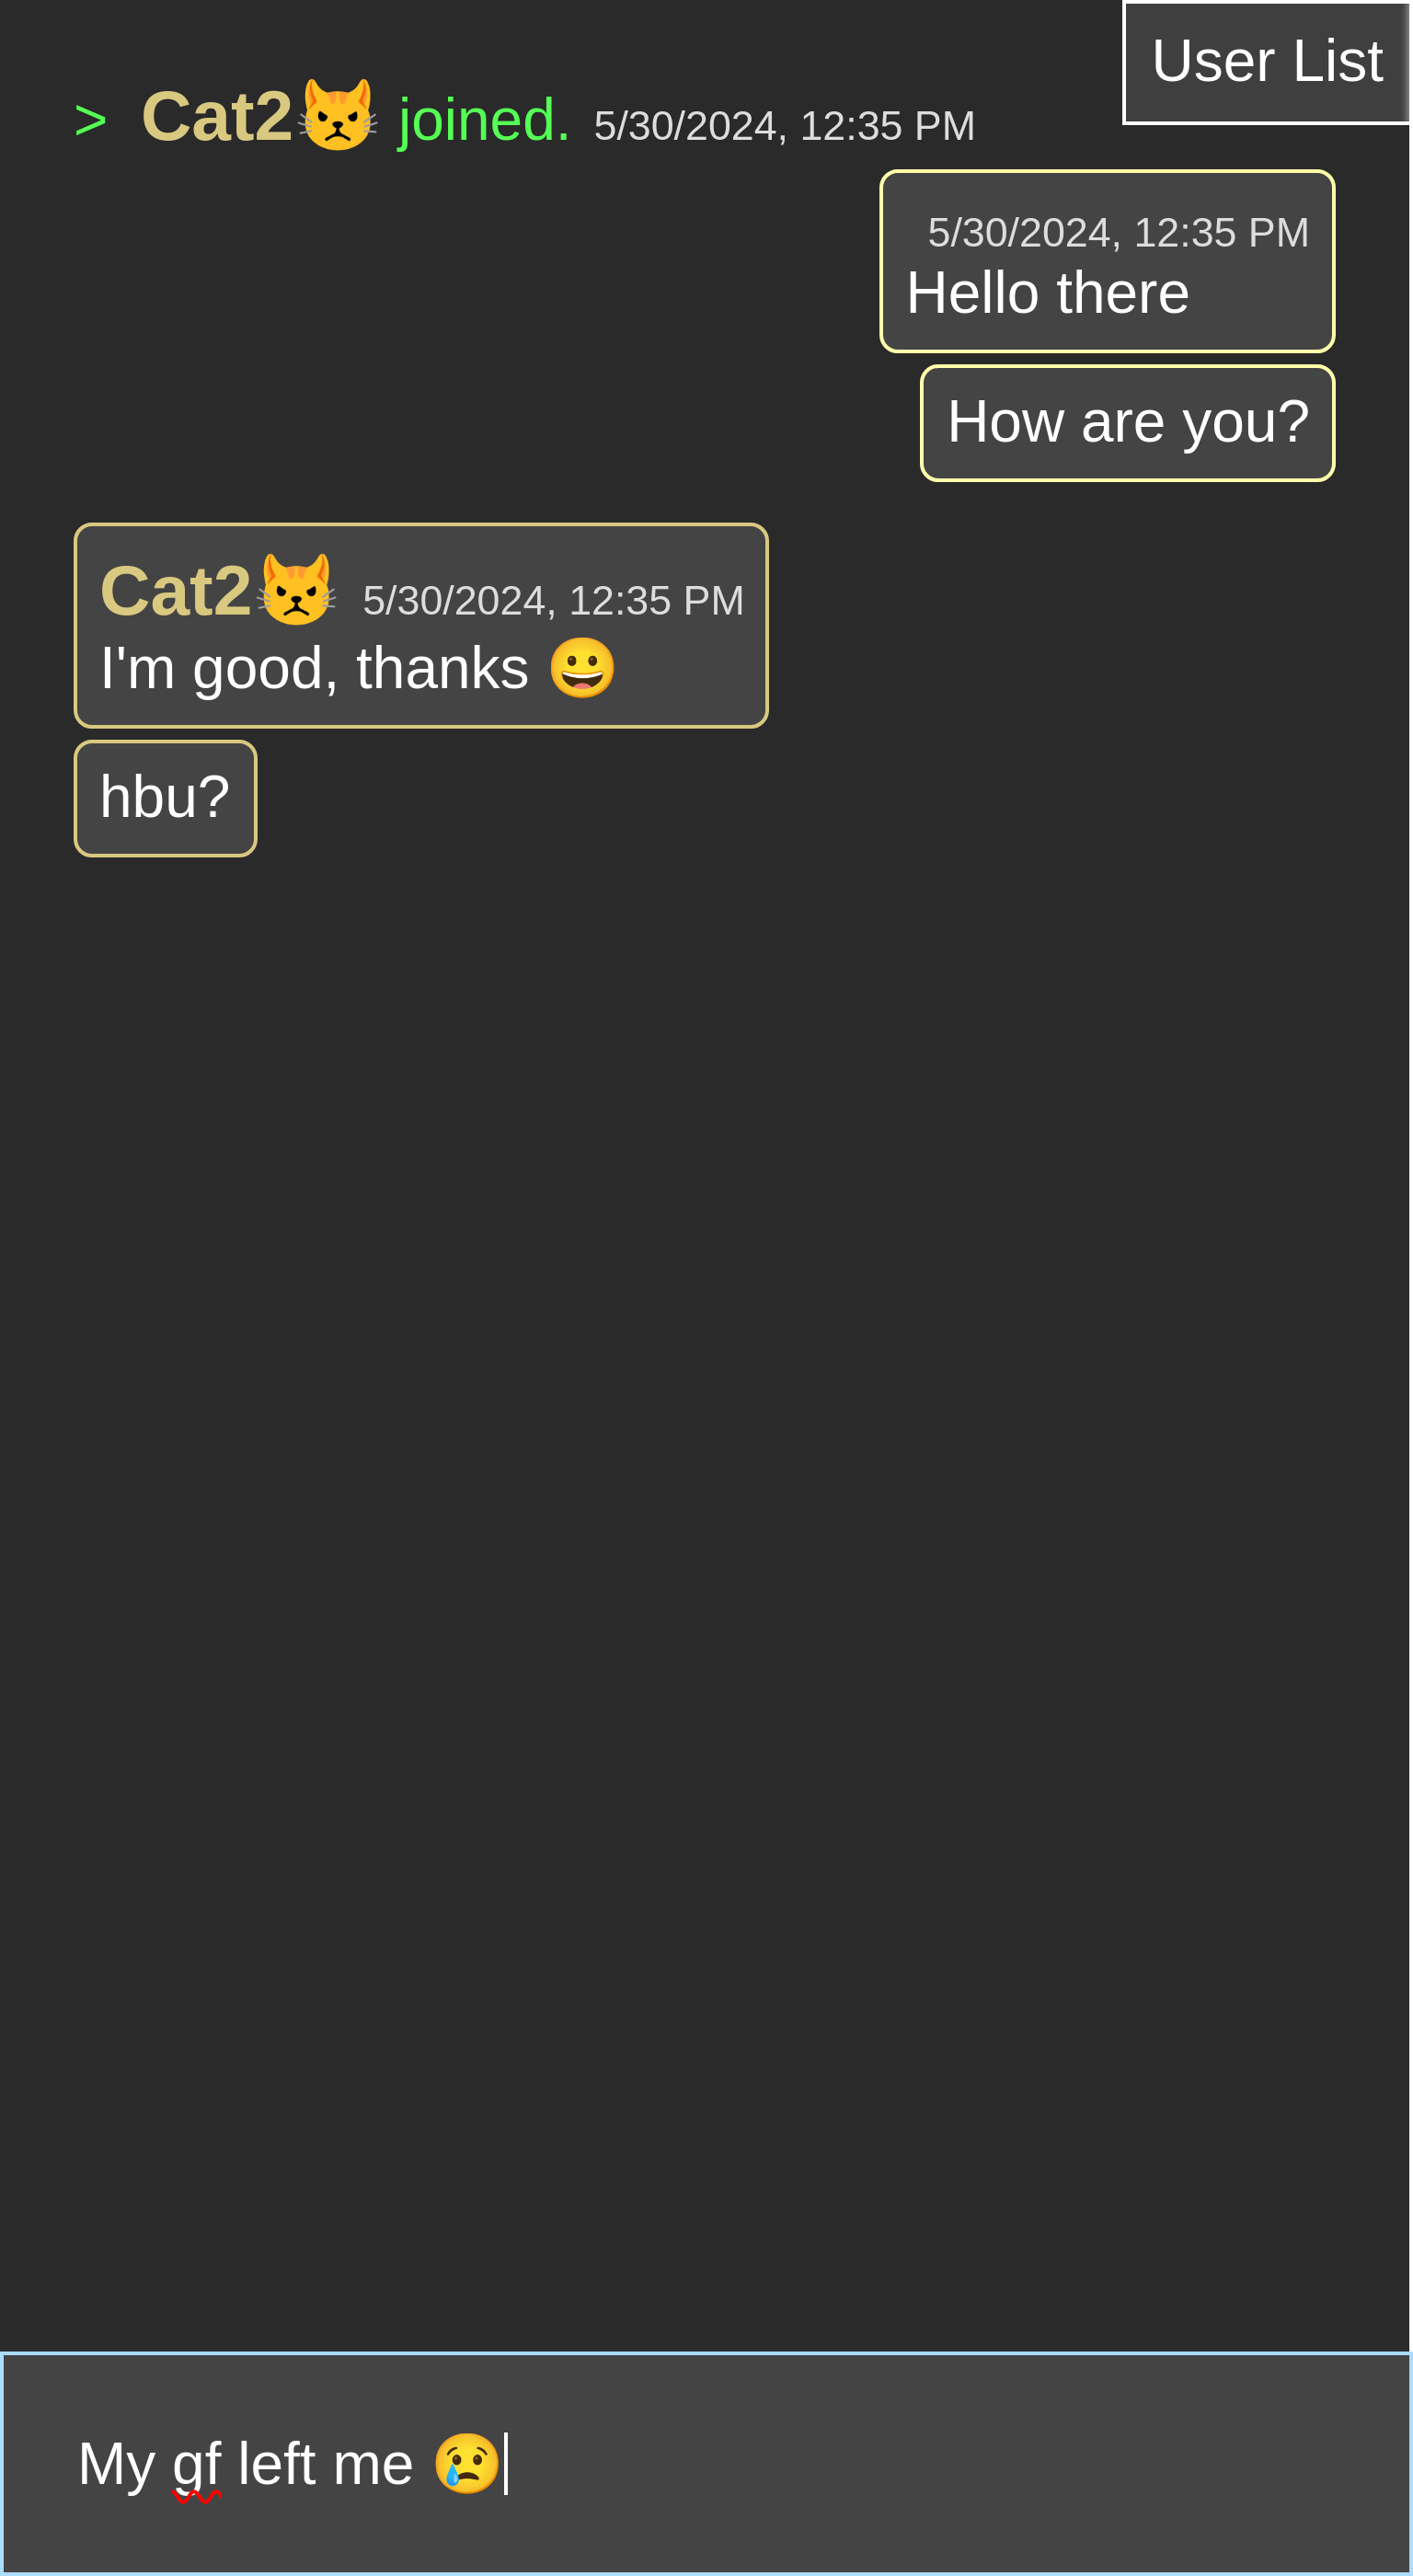 User List
> Cat2😾 joined. 5/30/2024, 12:35 PM
5/30/2024, 12:35 PM
Hello there
How are you?
Cat2😾 5/30/2024, 12:35 PM
I'm good, thanks 😀
hbu?
My gf left me 😢